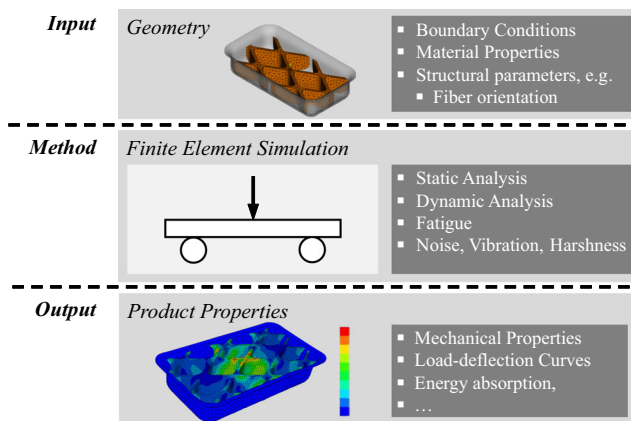 Input
Geometry
▪ Boundary Conditions
▪ Material Properties
▪ Structural parameters, e.g.
▪ Fiber orientation
Method
Finite Element Simulation
▪ Static Analysis
▪ Dynamic Analysis
▪ Fatigue
▪ Noise, Vibration, Harshness
Output
Product Properties
▪ Mechanical Properties
▪ Load-deflection Curves
▪ Energy absorption,
▪ …